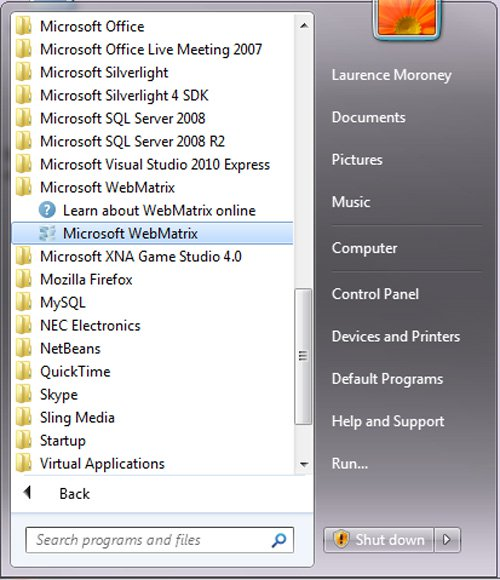 Microsoft Office
Microsoft Office Live Meeting 2007
Microsoft Silverlight
Microsoft Silverlight 4 SDK
Microsoft SQL Server 2008
Microsoft SQL Server 2008 R2
Microsoft Visual Studio 2010 Express
Microsoft WebMatrix
Learn about WebMatrix online
Microsoft WebMatrix
Microsoft XNA Game Studio 4.0
Mozilla Firefox
MySQL
NEC Electronics
NetBeans
QuickTime
Skype
Sling Media
Startup
Virtual Applications
Back
Search programs and files
Laurence Moroney
Documents
Pictures
Music
Computer
Control Panel
Devices and Printers
Default Programs
Help and Support
Run...
Shut down